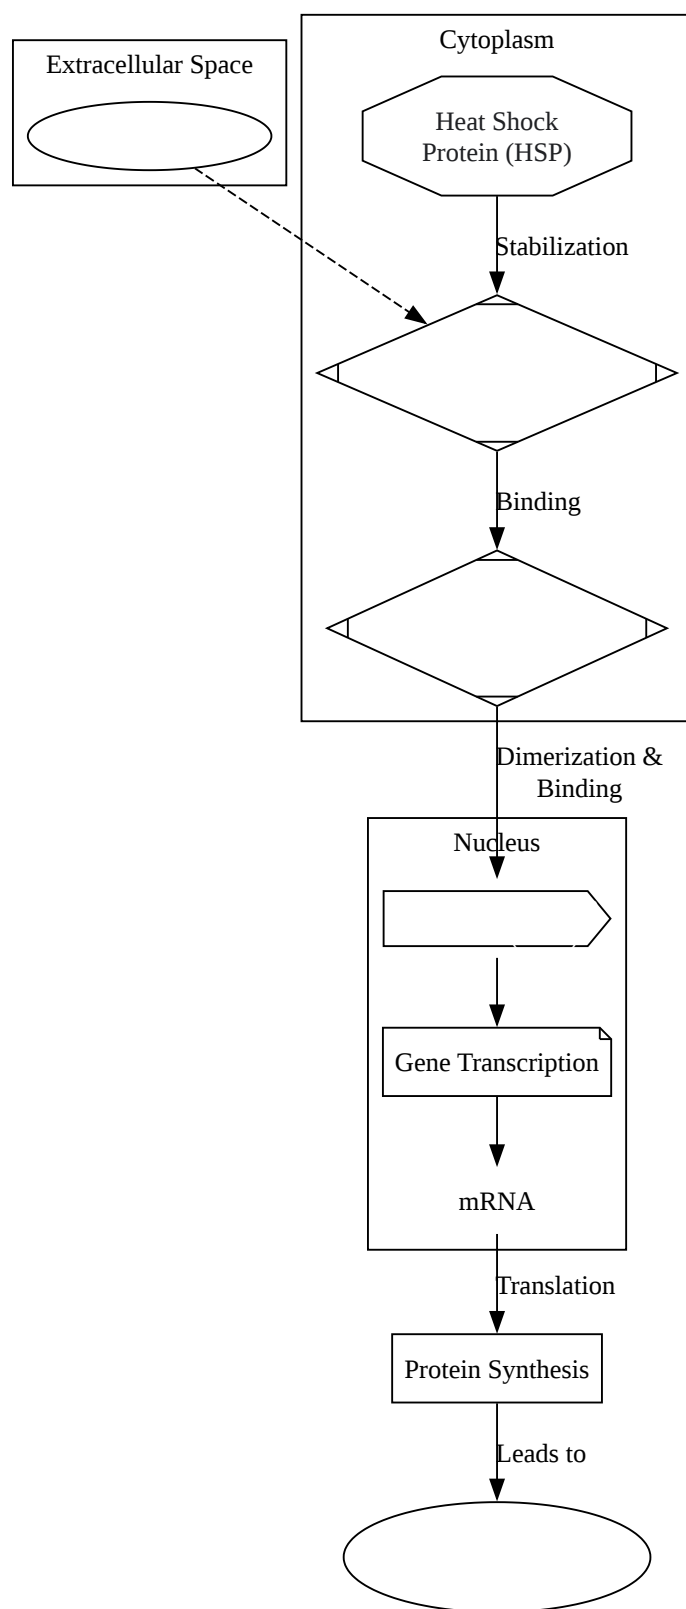 Cytoplasm
Extracellular Space
Heat Shock
Protein (HSP)
Stabilization
Binding
Dimerization &
Binding
Nucleus
Gene Transcription
mRNA
Translation
Protein Synthesis
Leads to